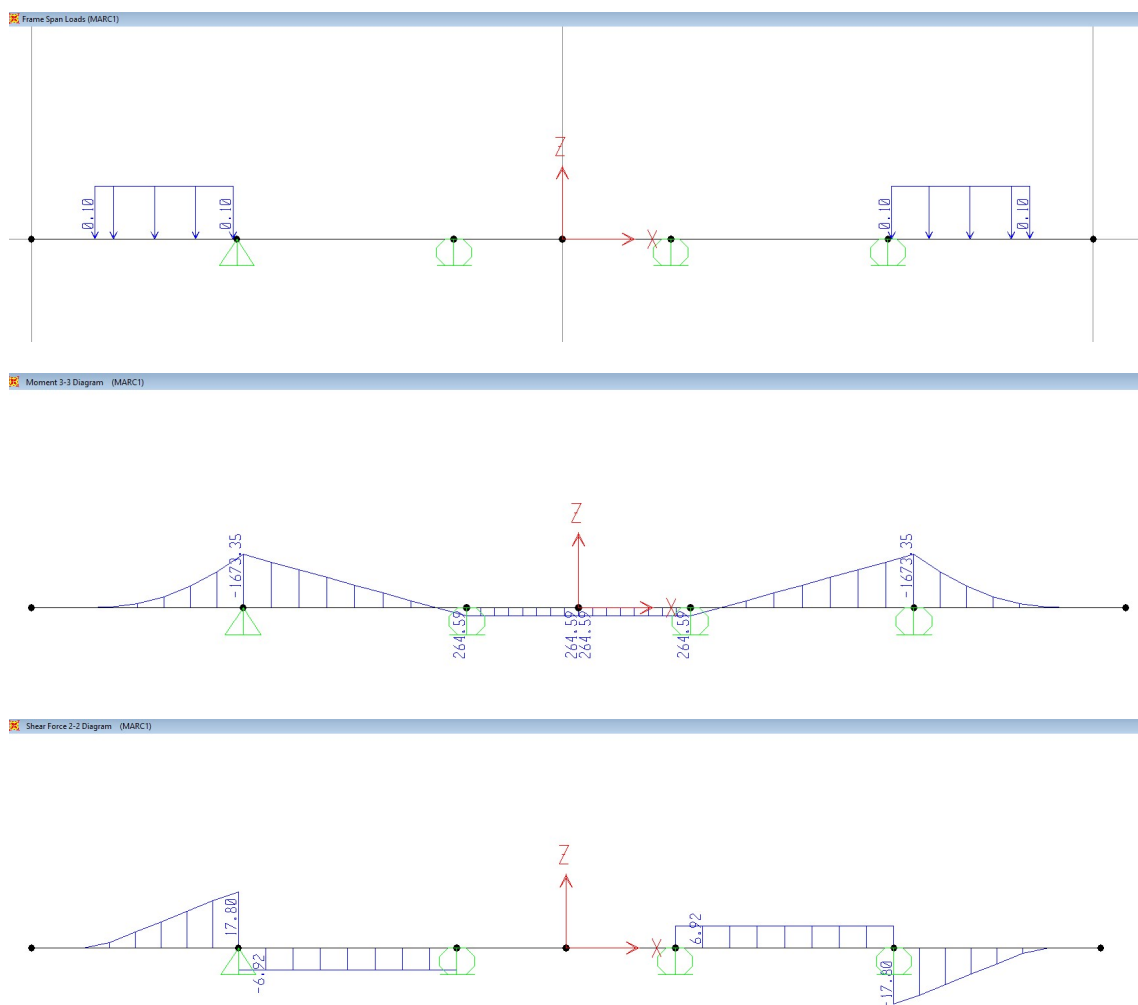 Frame Span Loads (MARC1)
Z
0.10
0.10
0.10
0.10
X
Moment 3-3 Diagram (MARC1)
Z
-1673.35
-1673.35
X
264.59
264.59
264.59
264.59
Shear Force 2-2 Diagram (MARC1)
Z
17.80
6.92
X
-6.92
-17.80